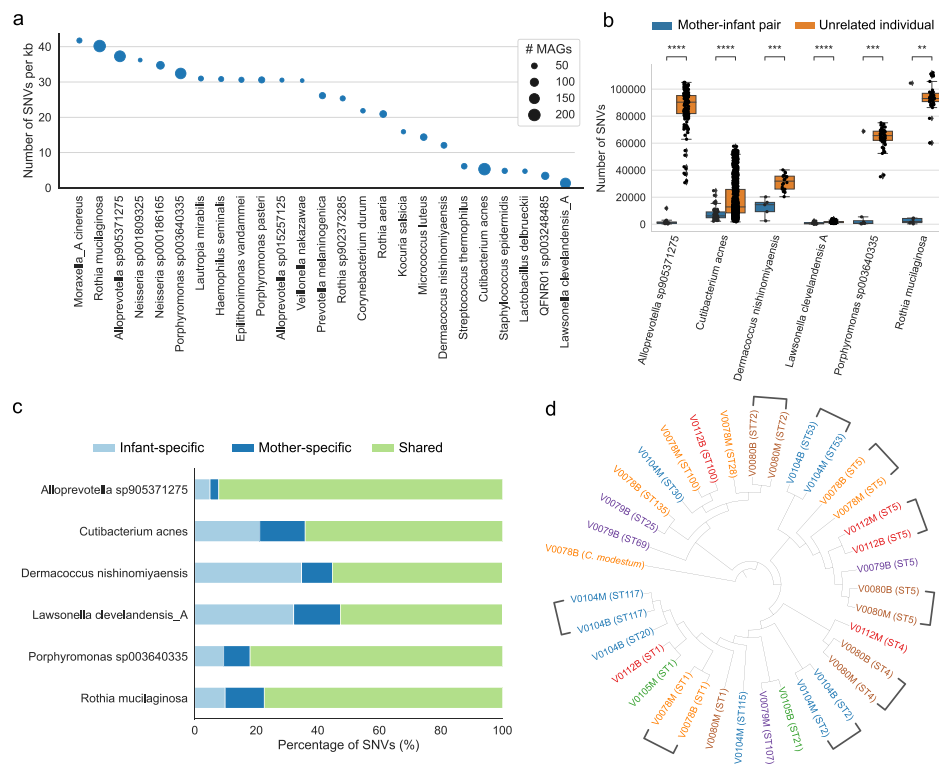 a
Number of SNVs per kb
40
30
20
10
0
# MAGs
50
100
150
200
Moraxella_A cinereus
Rothia mucilaginosa
Alloprevotella sp905371275
Neisseria sp001809325
Neisseria sp000186165
Porphyromonas sp003640335
Lautropia mirabilis
Haemophilus seminalis
Epilithonimonas vandammei
Porphyromonas pasteri
Alloprevotella sp015257125
Veillonella nakazawae
Prevotella melaninogenica
Rothia sp902373285
Corynebacterium durum
Rothia aeria
Kocuria salsicia
Micrococcus luteus
Dermacoccus nishinomiyaensis
Streptococcus thermophilus
Cutibacterium acnes
Staphylococcus epidermidis
Lactobacillus delbrueckii
QFNR01 sp003248485
Lawsonella clevelandensis_A
b
Mother-infant pair
Unrelated individual
**** **** *** **** *** **
Number of SNVs
100000
80000
60000
40000
20000
0
Alloprevotella sp905371275
Cutibacterium acnes
Dermacoccus nishinomiyaensis
Lawsonella clevelandensis A
Porphyromonas sp003640335
Rothia mucilaginosa
c
Infant-specific
Mother-specific
Shared
Alloprevotella sp905371275
Cutibacterium acnes
Dermacoccus nishinomiyaensis
Lawsonella clevelandensis_A
Porphyromonas sp003640335
Rothia mucilaginosa
0 20 40 60 80 100
Percentage of SNVs (%)
d
V0078B (C. modestum)
V0079B (ST69)
V0079B (ST25)
V0078B (ST135)
V0104M (ST30)
V0078M (ST100)
V0112B (ST100)
V0078M (ST28)
V0080B (ST72)
V0080M (ST72)
V0104B (ST53)
V0104M (ST53)
V0078B (ST5)
V0078M (ST5)
V0112M (ST5)
V0112B (ST5)
V0079B (ST5)
V0080B (ST5)
V0080M (ST5)
V0112M (ST4)
V0080B (ST4)
V0080M (ST4)
V0104B (ST2)
V0104M (ST2)
V0105B (ST21)
V0079M (ST107)
V0104M (ST115)
V0080M (ST1)
V0078B (ST1)
V0078M (ST1)
V0105M (ST1)
V0112B (ST1)
V0104B (ST20)
V0104B (ST117)
V0104M (ST117)